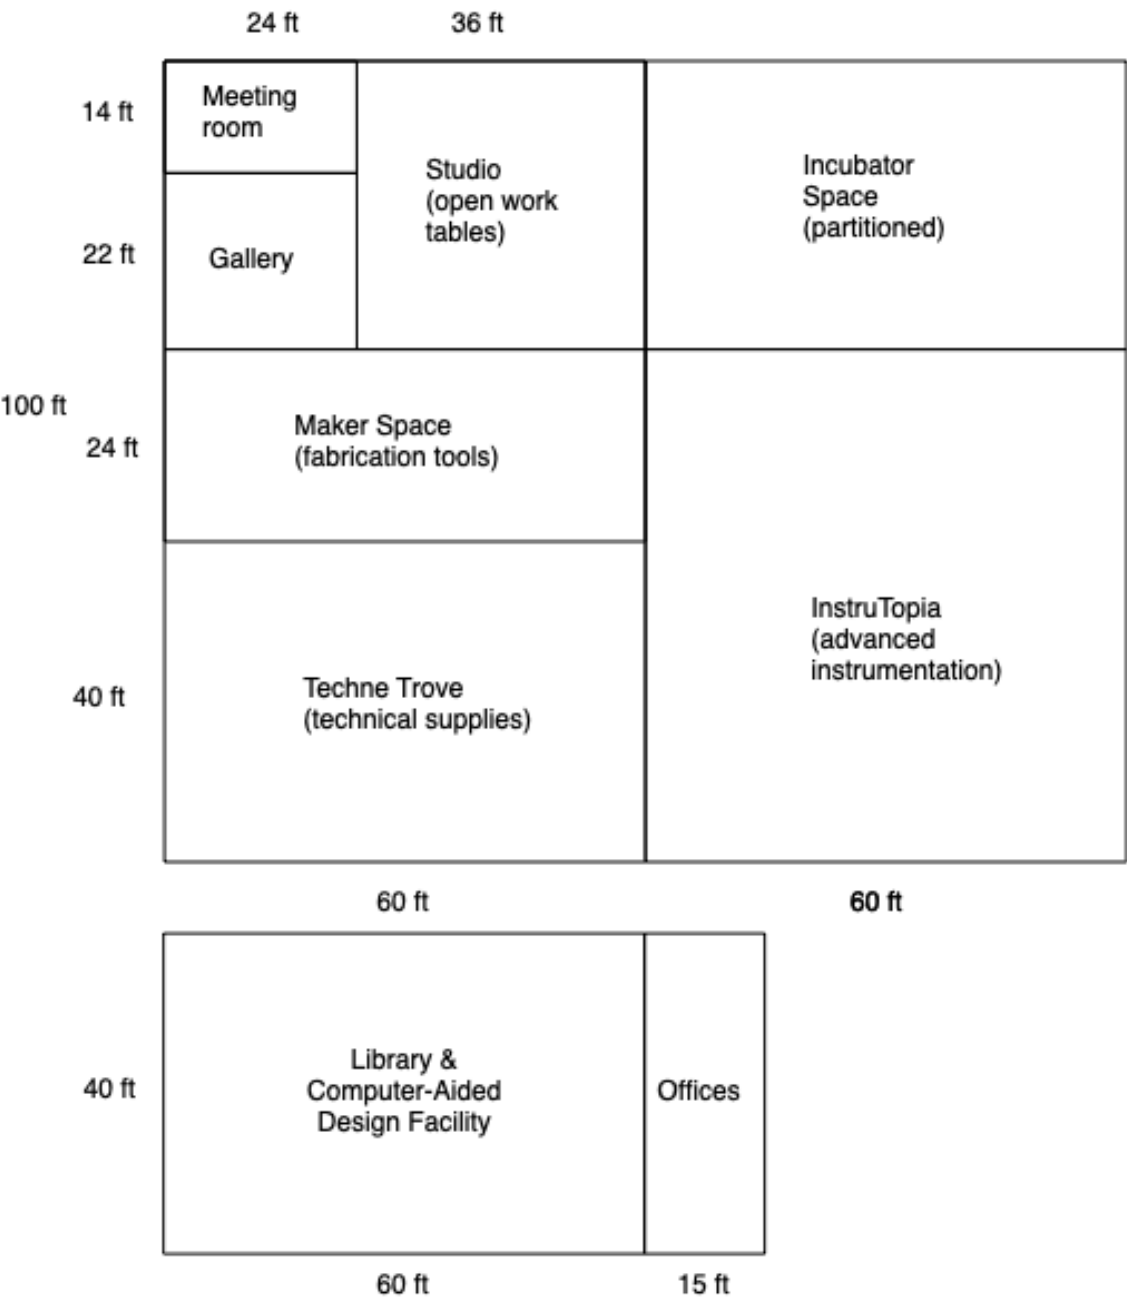 24 ft
36 ft
14 ft
Meeting
room
Studio
(open work
tables)
Incubator
Space
(partitioned)
22 ft
Gallery
100 ft
24 ft
Maker Space
(fabrication tools)
InstruTopia
(advanced
instrumentation)
40 ft
Techne Trove
(technical supplies)
60 ft
60 ft
40 ft
Library &
Computer-Aided
Design Facility
Offices
60 ft
15 ft